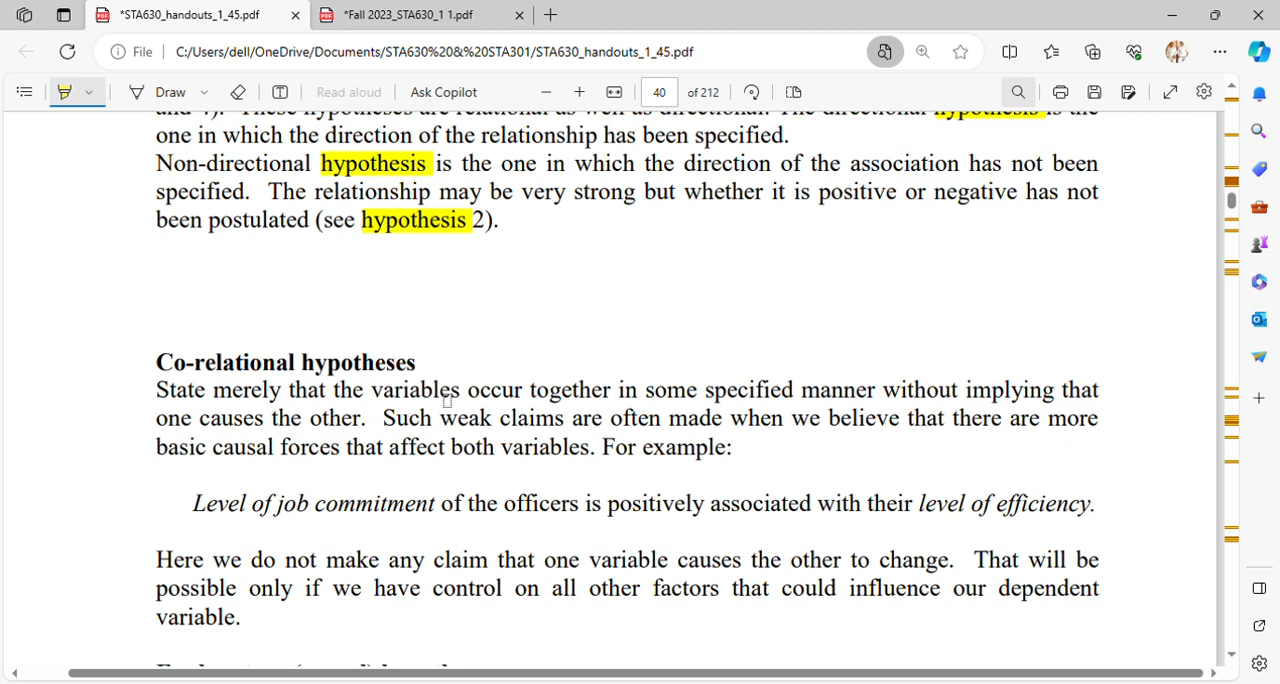 *STA630_handouts_1_45.pdf
*Fall 2023_STA630_1 1.pdf
File
C:/Users/dell/OneDrive/Documents/STA630%20&%20STA301/STA630_handouts_1_45.pdf
Draw
Read aloud
Ask Copilot
40
of 212
one in which the direction of the relationship has been specified.
Non-directional hypothesis is the one in which the direction of the association has not been
specified. The relationship may be very strong but whether it is positive or negative has not
been postulated (see hypothesis 2).
Co-relational hypotheses
State merely that the variables occur together in some specified manner without implying that
one causes the other. Such weak claims are often made when we believe that there are more
basic causal forces that affect both variables. For example:
Level of job commitment of the officers is positively associated with their level of efficiency.
Here we do not make any claim that one variable causes the other to change. That will be
possible only if we have control on all other factors that could influence our dependent
variable.